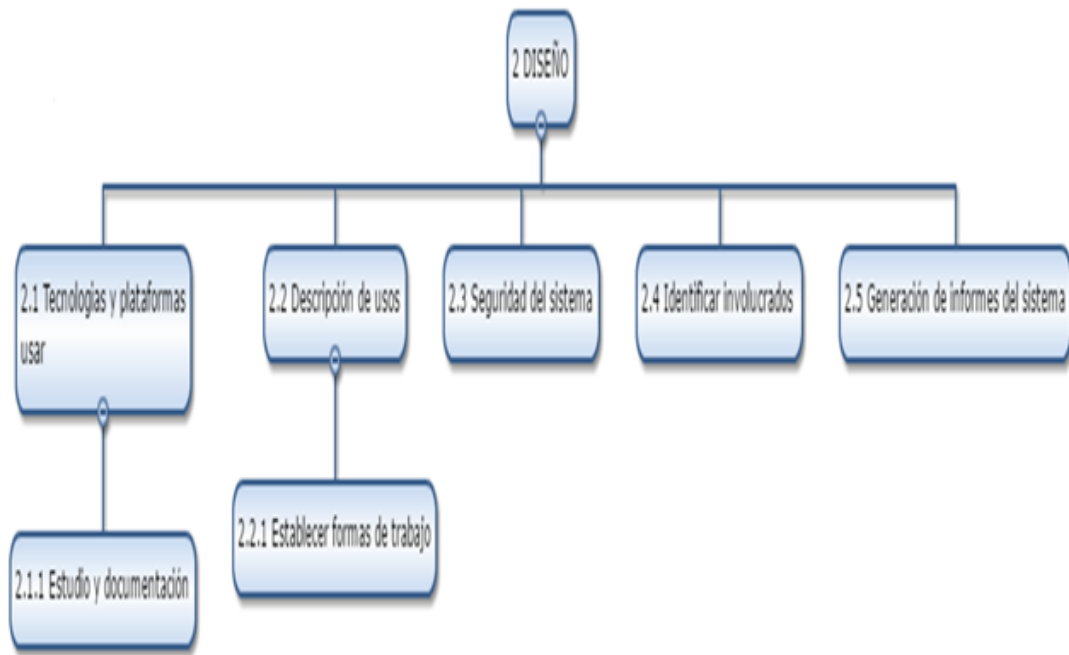 2 DISEÑO
2.1 Tecnologias y plataformas
usar
2.2 Descripción de usos
2.3 Seguridad del sistema
2.4 Identificar involucrados
2.5 Generación de informes del sistema
2.2.1 Establecer formas de trabajo
2.1.1 Estudio y documentación